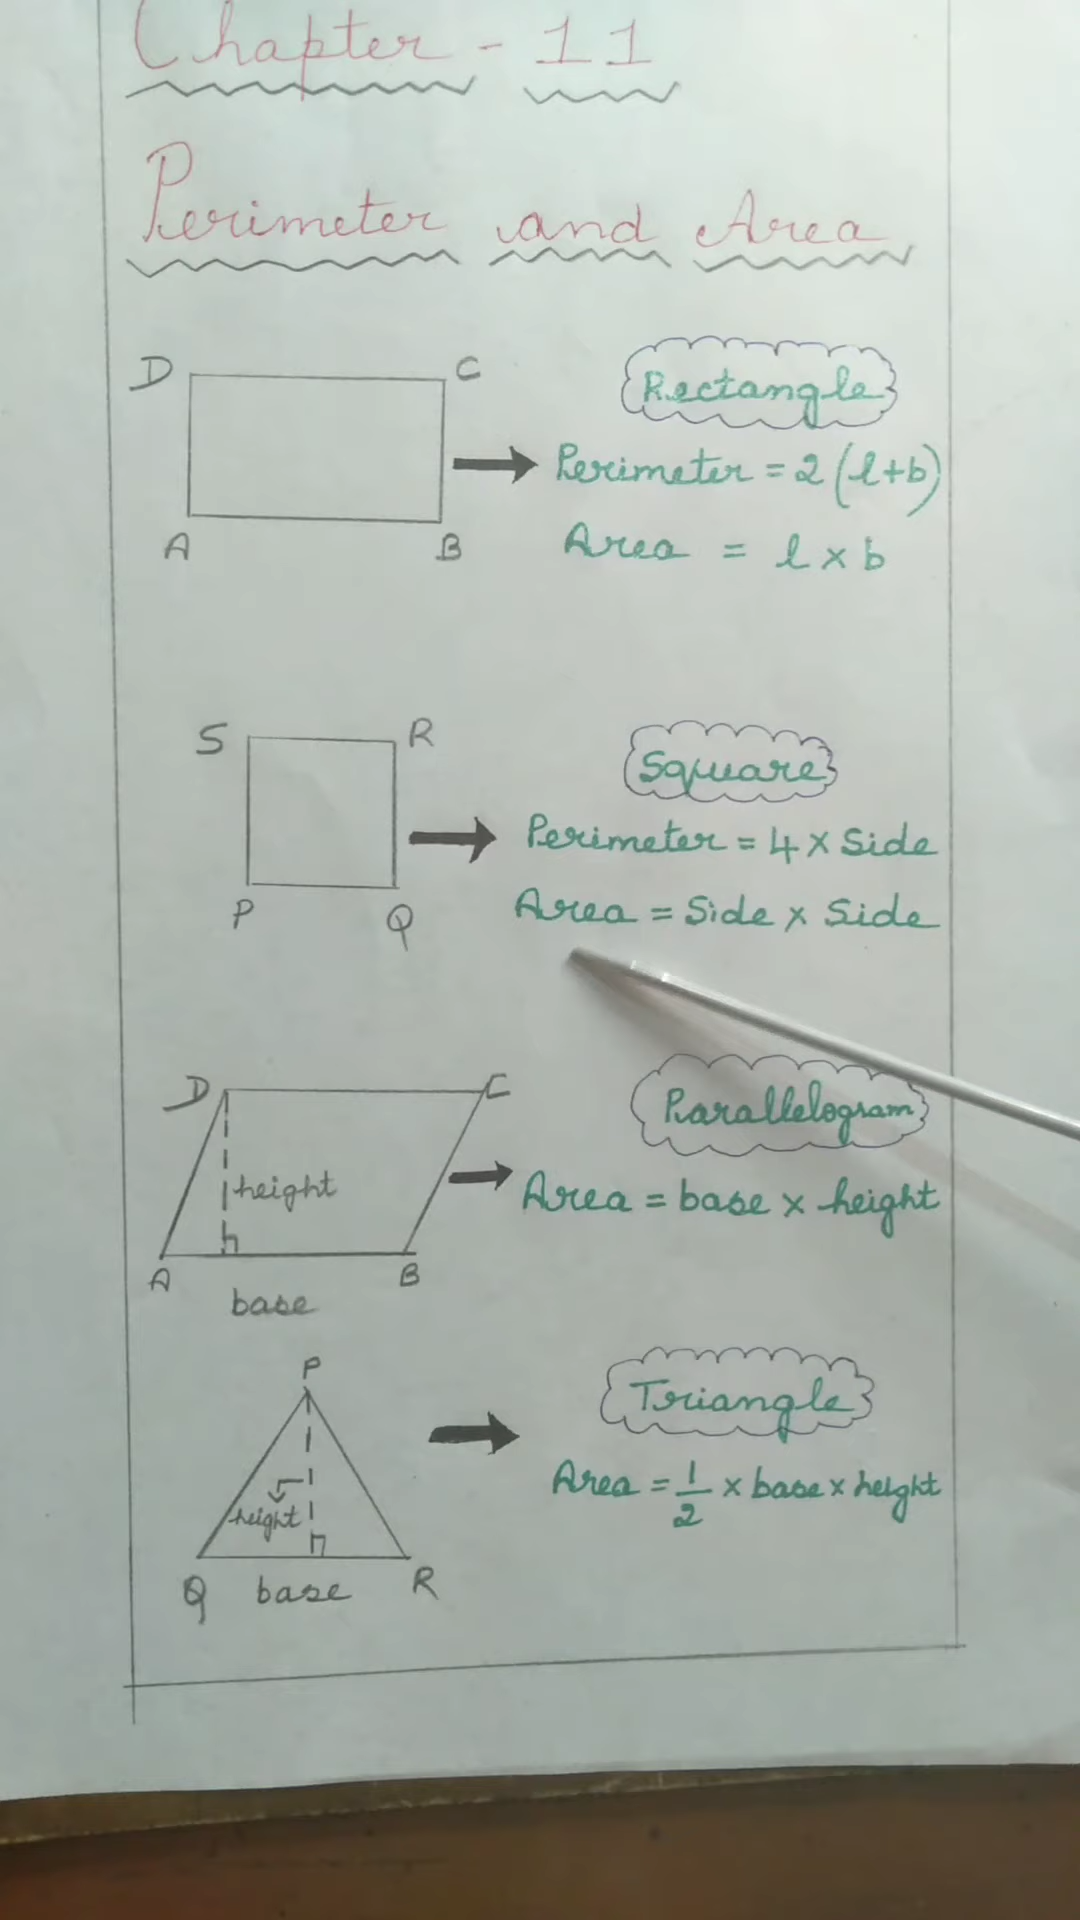 Chapter - 11
Perimeter and Area
D C
Rectangle
Perimeter = 2 (l+b)
A B
Area = l x b
S R
Square
Perimeter = 4 x Side
P Q
Area = Side x Side
D C
Parallelogram
height
Area = base x height
A B
base
P
Triangle
Area = 1/2 x base x height
height
Q base R